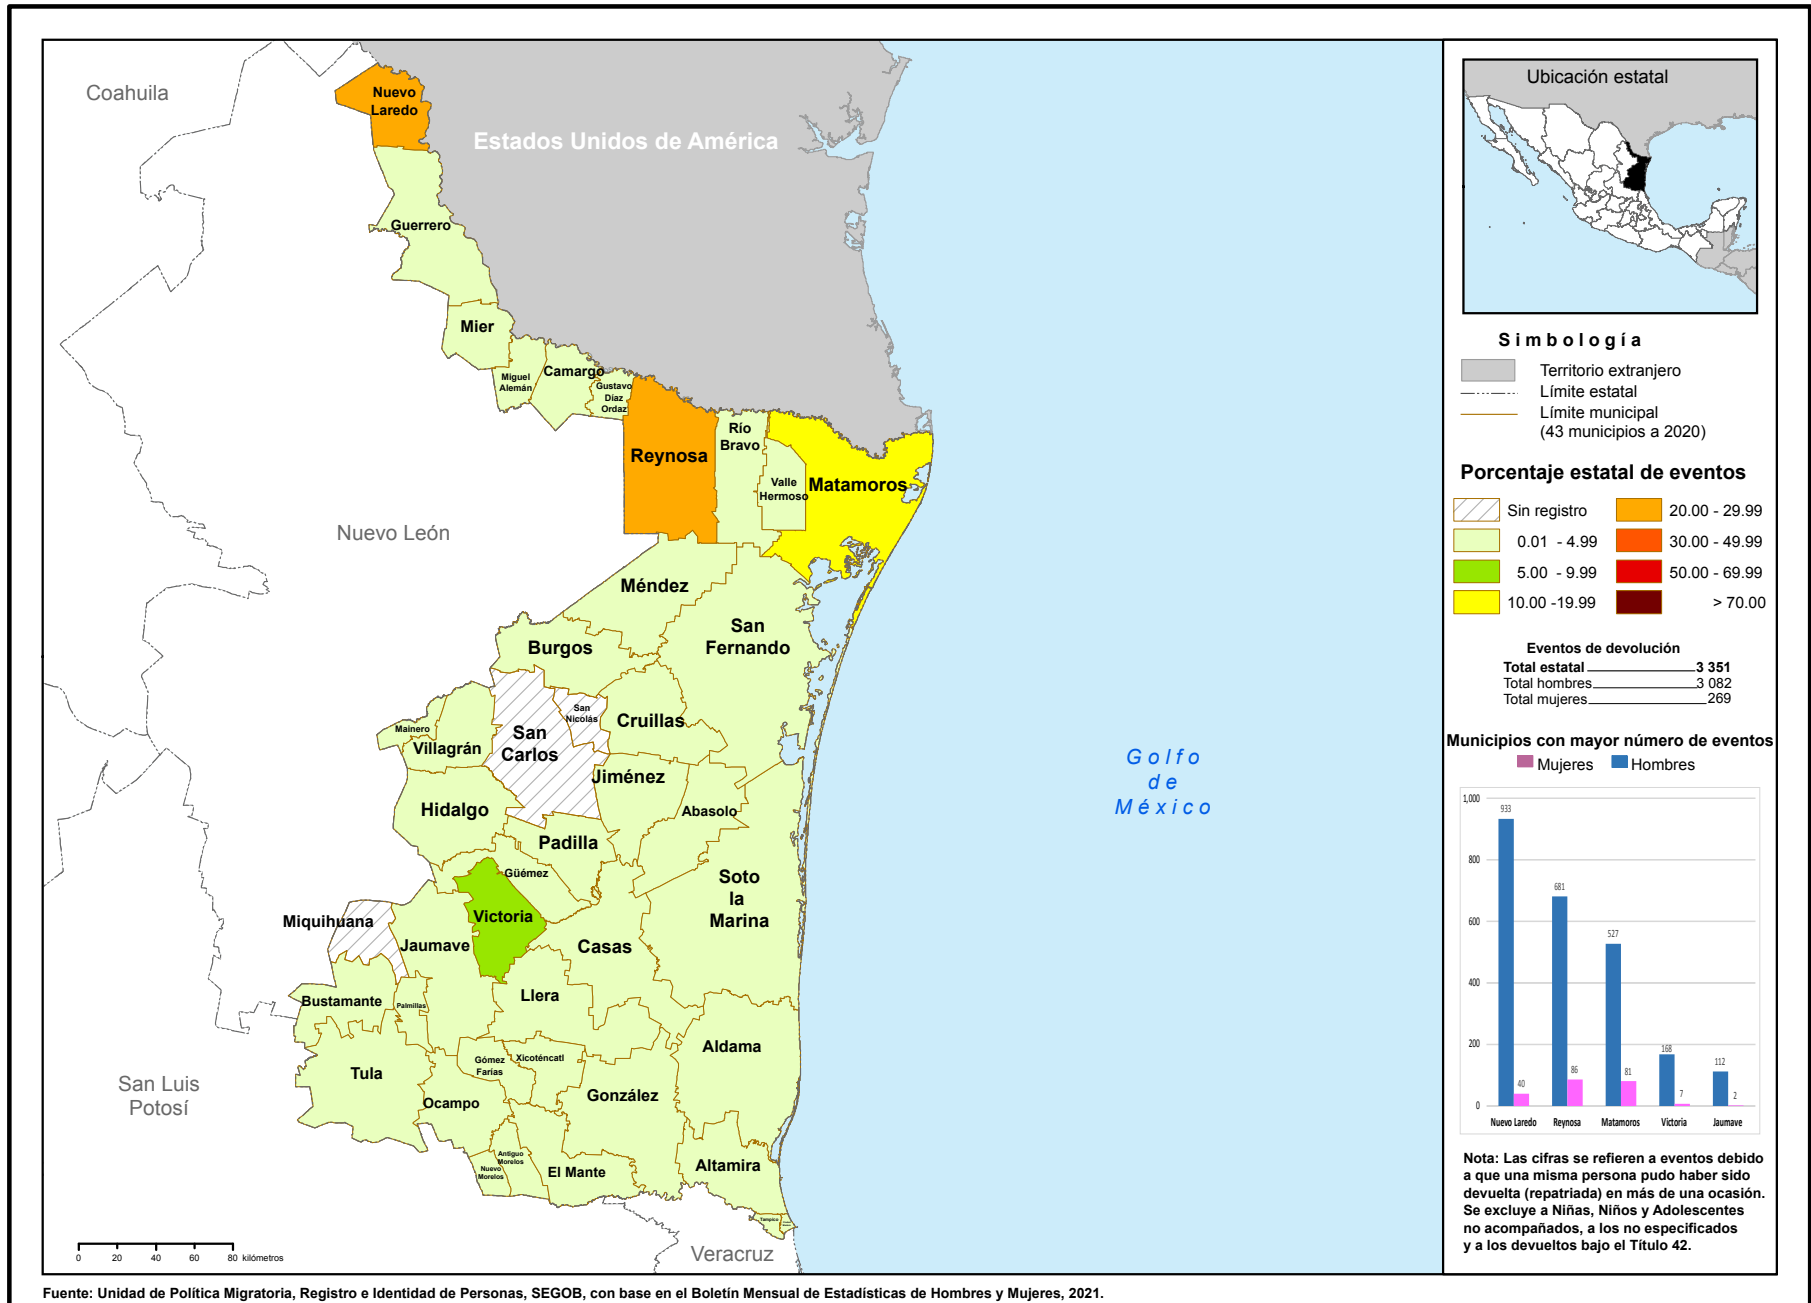 Coahuila
Nuevo
Laredo
Estados Unidos de América
Guerrero
Mier
Miguel
Alemán
Camargo
Gustavo
Díaz
Ordaz
Reynosa
Río
Bravo
Valle
Hermoso
Matamoros
Nuevo León
Méndez
San
Fernando
Burgos
San
Nicolás
Cruillas
Mainero
Villagrán
San
Carlos
Jiménez
Hidalgo
Abasolo
Padilla
Güémez
Soto
la
Marina
Victoria
Miquihuana
Jaumave
Casas
Llera
Bustamante
Palmillas
Aldama
Tula
Gómez
Farías
Xicoténcatl
González
Ocampo
San Luis
Potosí
Antiguo
Morelos
Nuevo
Morelos
El Mante
Altamira
Tampico
Veracruz
Golfo
de
México
0 20 40 60 80 kilómetros
Ubicación estatal
Simbología
Territorio extranjero
Límite estatal
Límite municipal
(43 municipios a 2020)
Porcentaje estatal de eventos
Sin registro 20.00 - 29.99
0.01 - 4.99 30.00 - 49.99
5.00 - 9.99 50.00 - 69.99
10.00 -19.99 > 70.00
Eventos de devolución
Total estatal 3 351
Total hombres 3 082
Total mujeres 269
Municipios con mayor número de eventos
Mujeres Hombres
1,000
933
800
681
600
527
400
200
168
112
40 86 81 7 2
0
Nuevo Laredo Reynosa Matamoros Victoria Jaumave
Nota: Las cifras se refieren a eventos debido
a que una misma persona pudo haber sido
devuelta (repatriada) en más de una ocasión.
Se excluye a Niñas, Niños y Adolescentes
no acompañados, a los no especificados
y a los devueltos bajo el Título 42.
Fuente: Unidad de Política Migratoria, Registro e Identidad de Personas, SEGOB, con base en el Boletín Mensual de Estadísticas de Hombres y Mujeres, 2021.